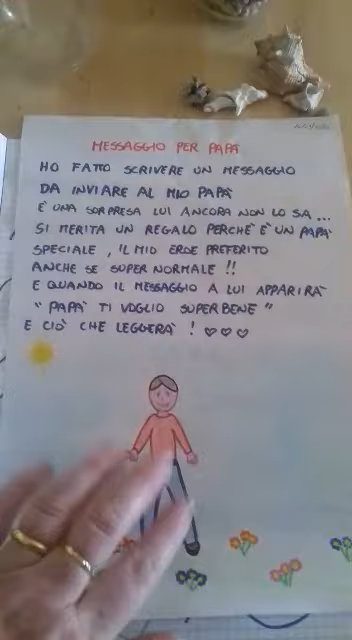 MESSAGGIO PER PAPÀ
HO FATTO SCRIVERE UN MESSAGGIO
DA INVIARE AL MIO PAPÀ
È UNA SORPRESA LUI ANCORA NON LO SA...
SI MERITA UN REGALO PERCHÈ È UN PAPÀ
SPECIALE, IL MIO EROE PREFERITO
ANCHE SE SUPER NORMALE !!
E QUANDO IL MESSAGGIO A LUI APPARIRÀ
“ PAPÀ TI VOGLIO SUPER BENE ”
E CIÒ CHE LEGGERÀ ! ♡♡♡